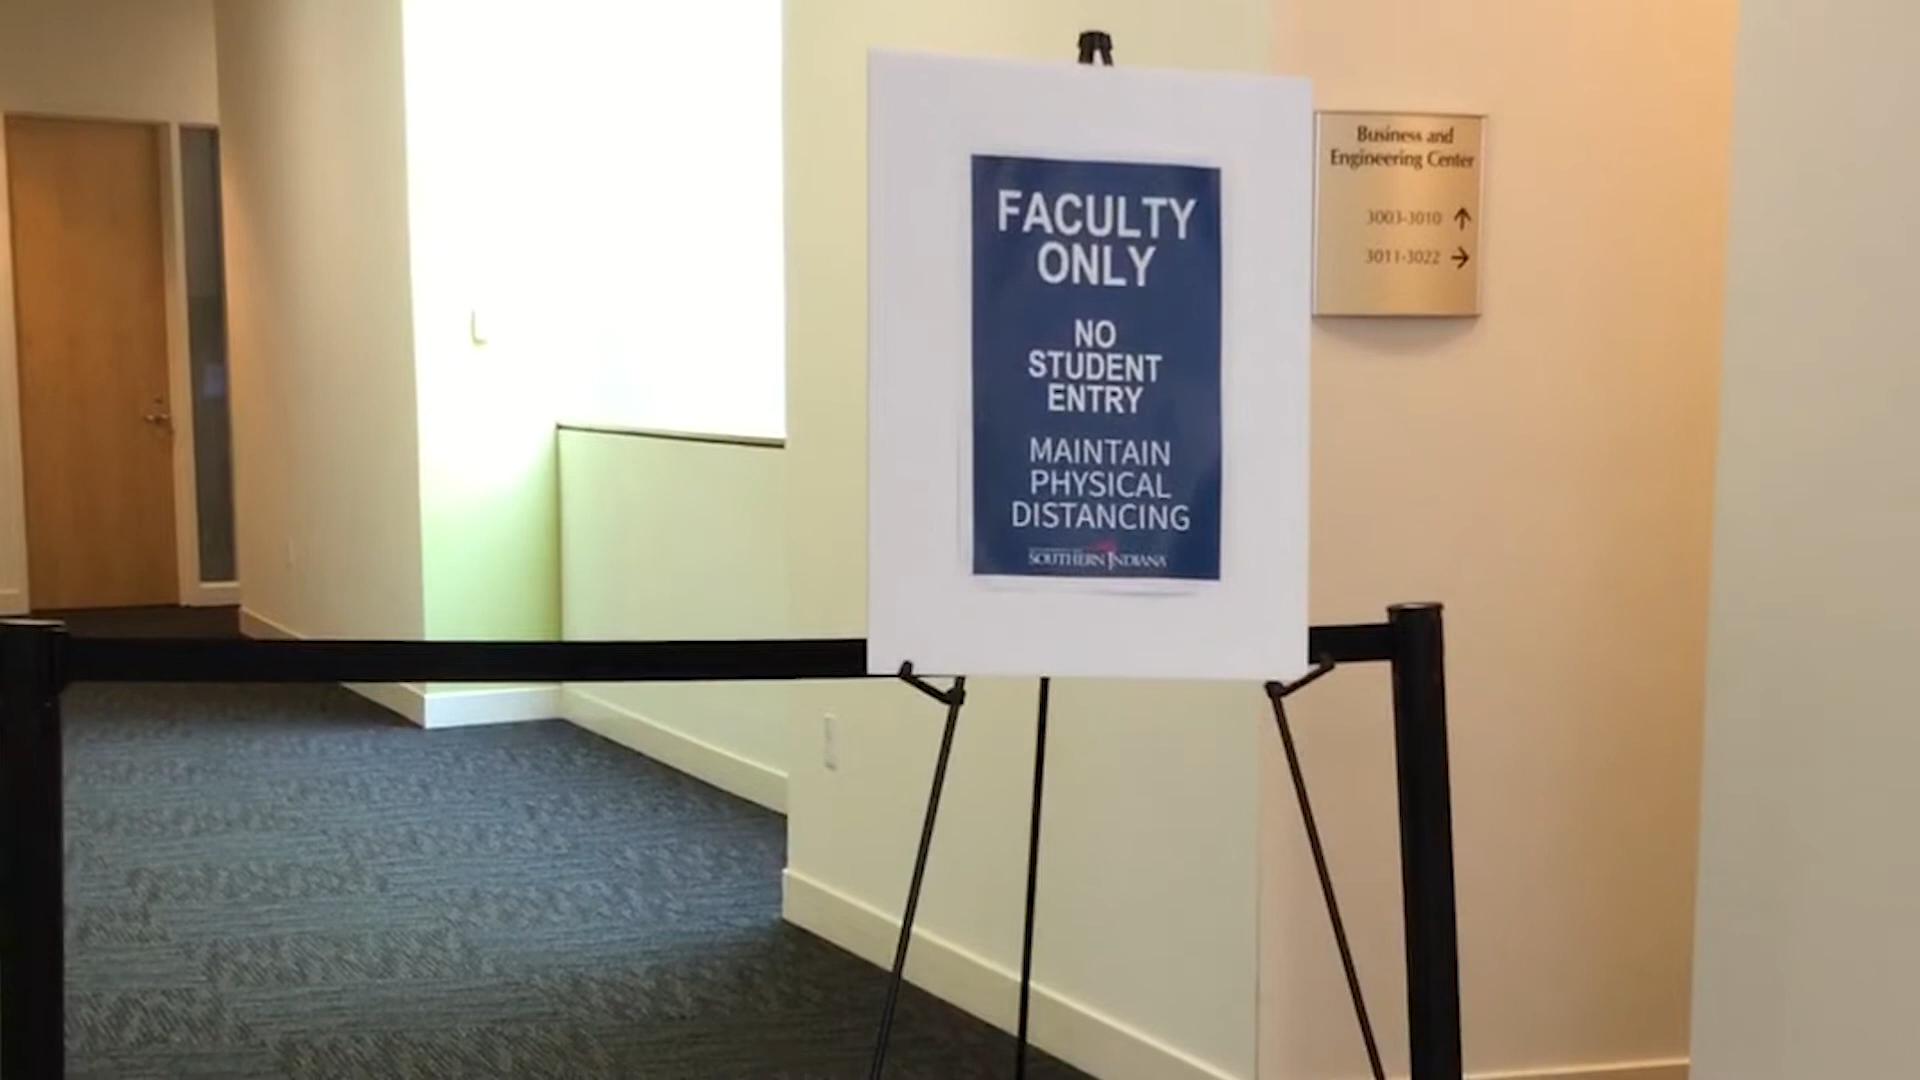 FACULTY
ONLY
NO
STUDENT
ENTRY
MAINTAIN
PHYSICAL
DISTANCING
SOUTHERN INDIANA
Business and
Engineering Center
3003-3010 ↑
3011-3022 →